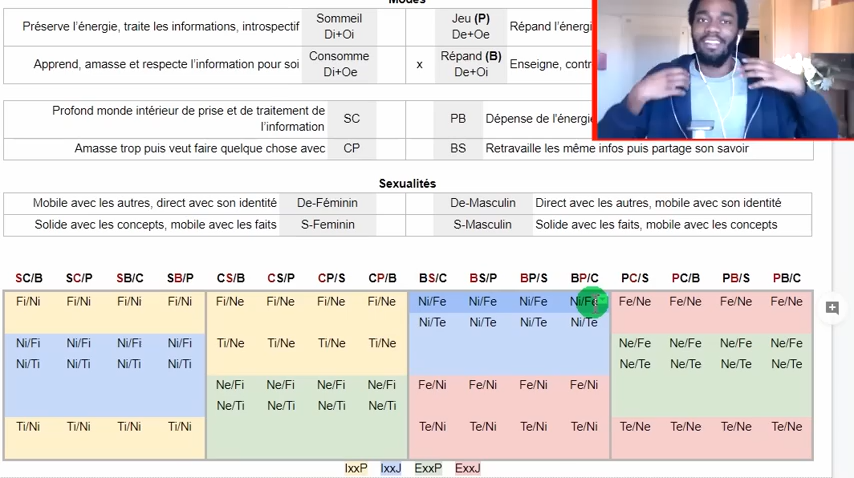 Modes
Préserve l'énergie, traite les informations, introspectif Sommeil Di+Oi Jeu (P) De+Oe Répand l'énergi
Apprend, amasse et respecte l'information pour soi Consomme Di+Oe x Répand (B) De+Oi Enseigne, contr
Profond monde intérieur de prise et de traitement de l'information SC PB Dépense de l'énergie
Amasse trop puis veut faire quelque chose avec CP BS Retravaille les même infos puis partage son savoir
Sexualités
Mobile avec les autres, direct avec son identité De-Féminin De-Masculin Direct avec les autres, mobile avec son identité
Solide avec les concepts, mobile avec les faits S-Feminin S-Masculin Solide avec les faits, mobile avec les concepts
SC/B SC/P SB/C SB/P CS/B CS/P CP/S CP/B BS/C BS/P BP/S BP/C PC/S PC/B PB/S PB/C
Fi/Ni Fi/Ni Fi/Ni Fi/Ni Fi/Ne Fi/Ne Fi/Ne Fi/Ne Ni/Fe Ni/Fe Ni/Fe Ni/Fe Fe/Ne Fe/Ne Fe/Ne Fe/Ne
Ni/Te Ni/Te Ni/Te Ni/Te
Ni/Fi Ni/Fi Ni/Fi Ni/Fi Ti/Ne Ti/Ne Ti/Ne Ti/Ne Ne/Fe Ne/Fe Ne/Fe Ne/Fe
Ni/Ti Ni/Ti Ni/Ti Ni/Ti Ne/Te Ne/Te Ne/Te Ne/Te
Ne/Fi Ne/Fi Ne/Fi Ne/Fi Fe/Ni Fe/Ni Fe/Ni Fe/Ni
Ne/Ti Ne/Ti Ne/Ti Ne/Ti
Ti/Ni Ti/Ni Ti/Ni Ti/Ni Te/Ni Te/Ni Te/Ni Te/Ni Te/Ne Te/Ne Te/Ne Te/Ne
IxxP IxxJ ExxP ExxJ